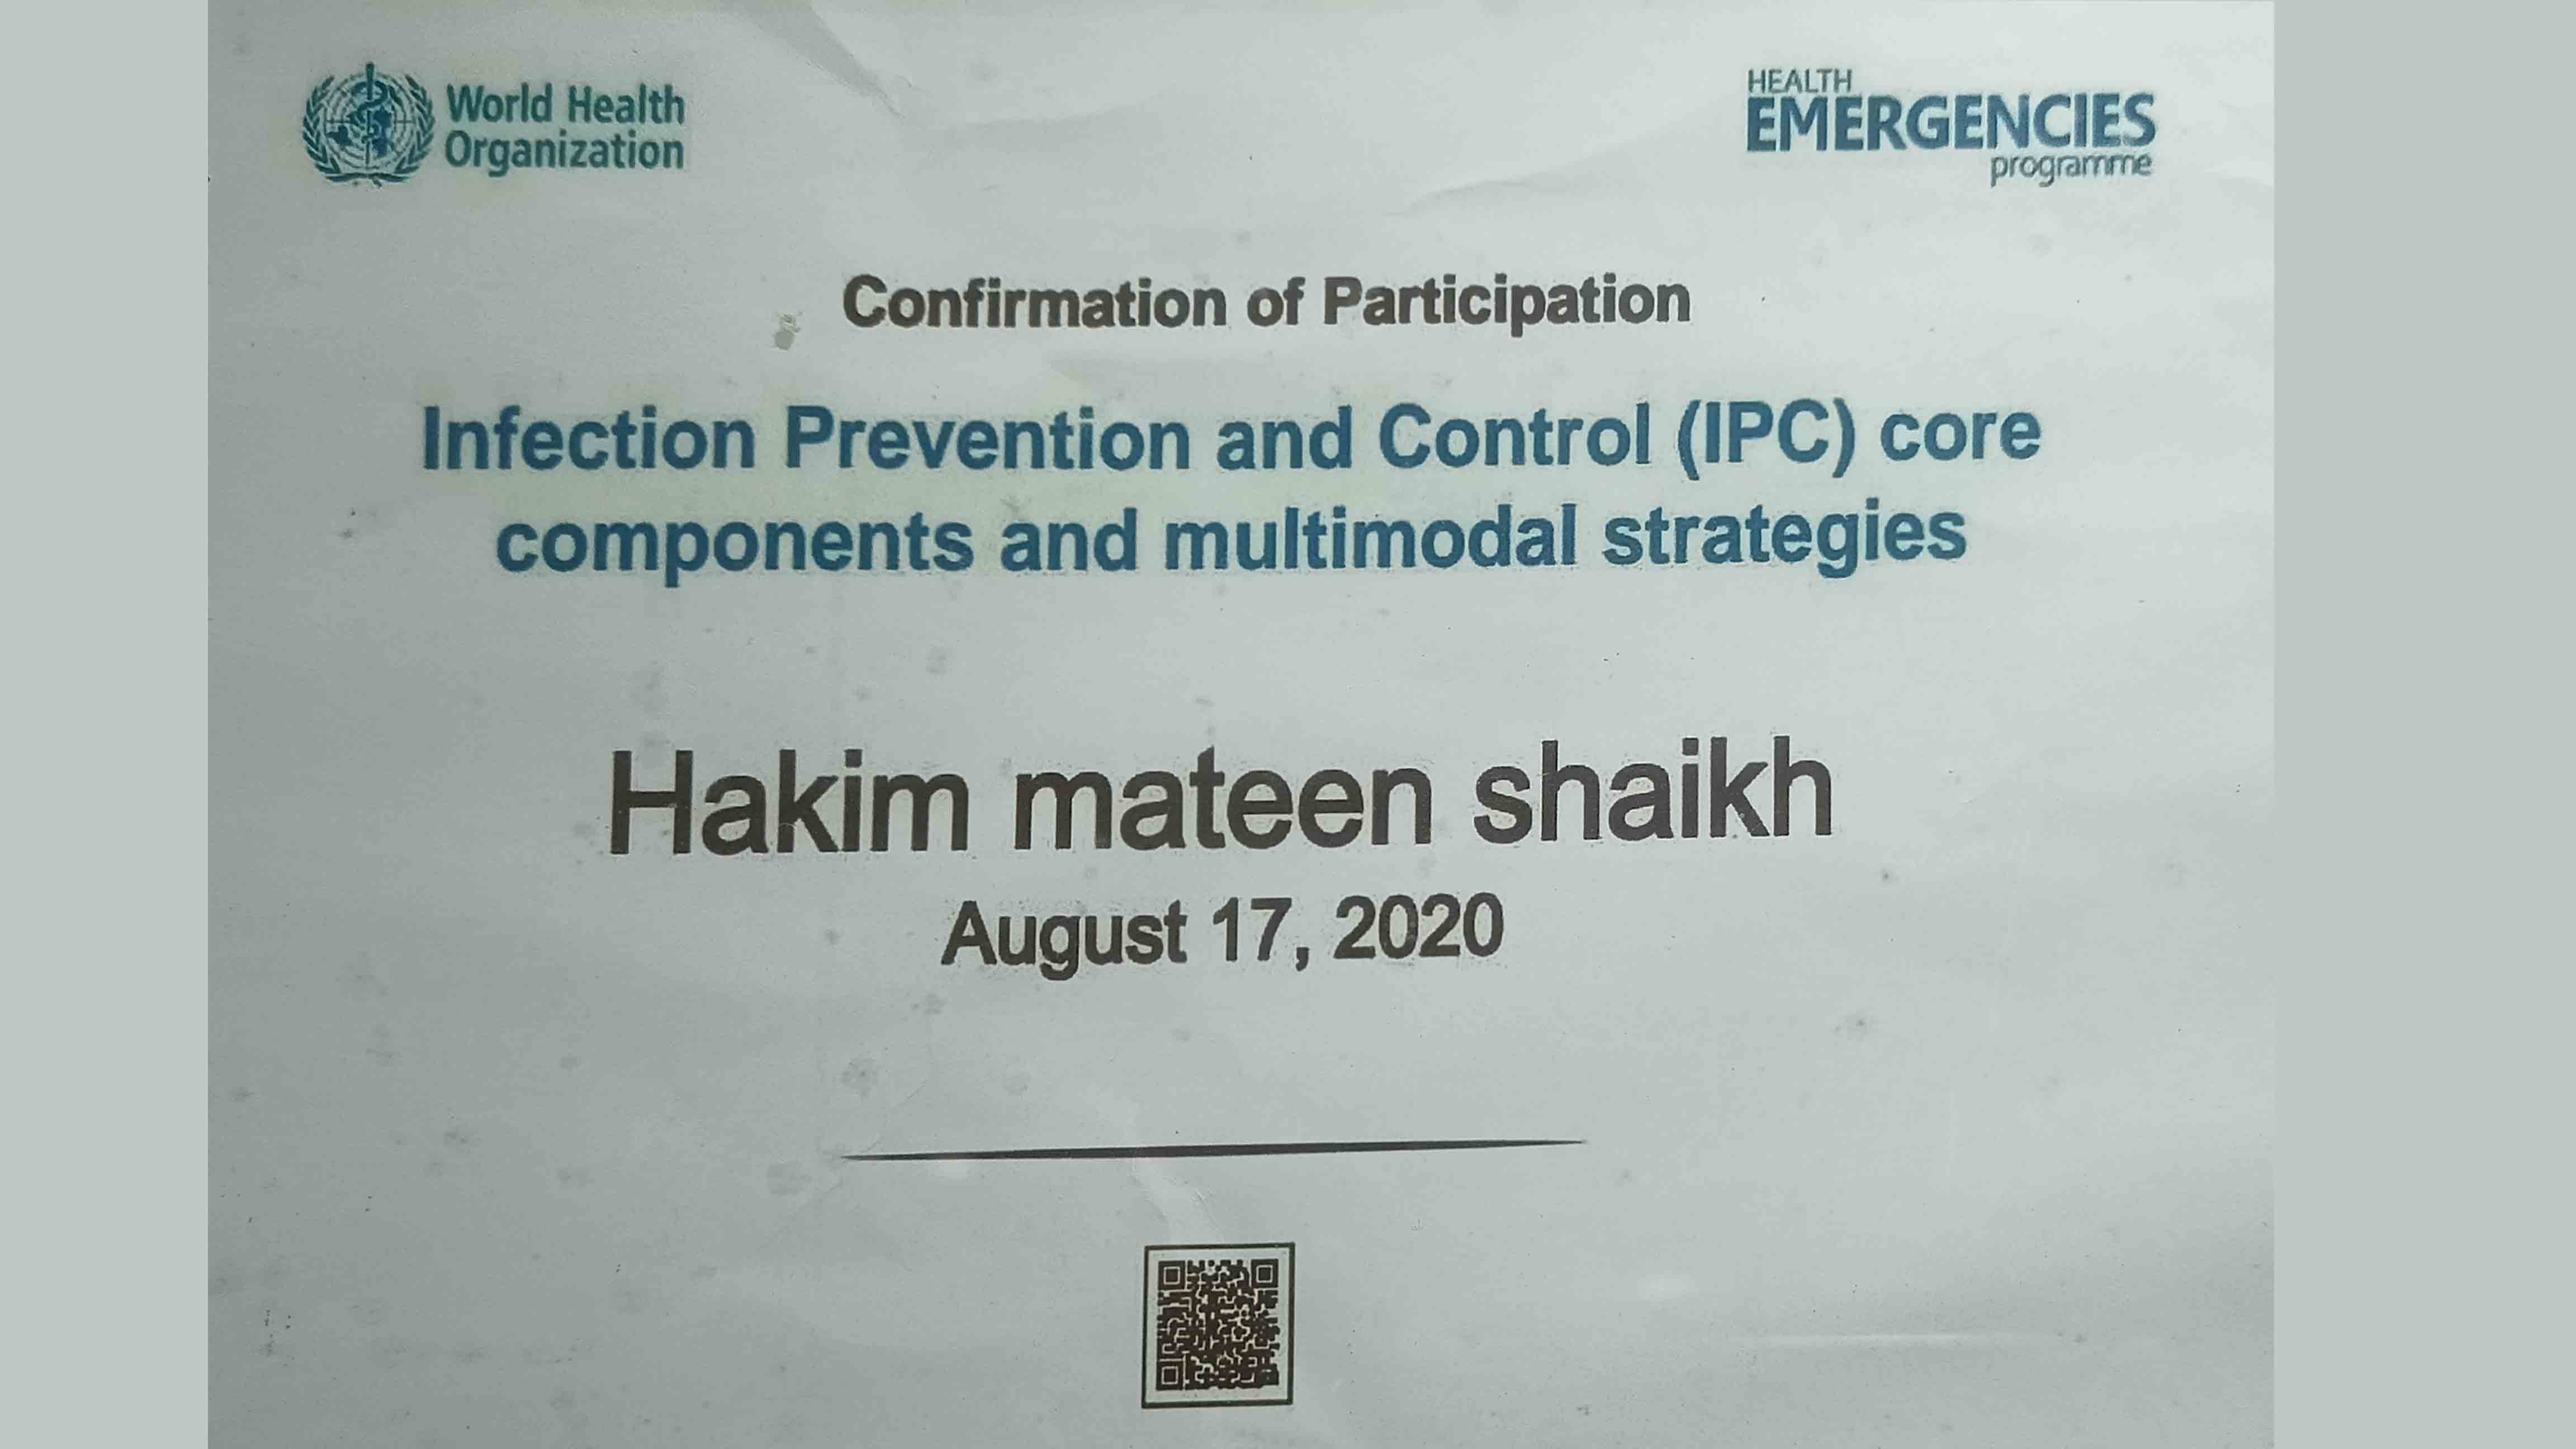 World Health
Organization
HEALTH
EMERGENCIES
programme
Confirmation of Participation
Infection Prevention and Control (IPC) core
components and multimodal strategies
Hakim mateen shaikh
August 17, 2020